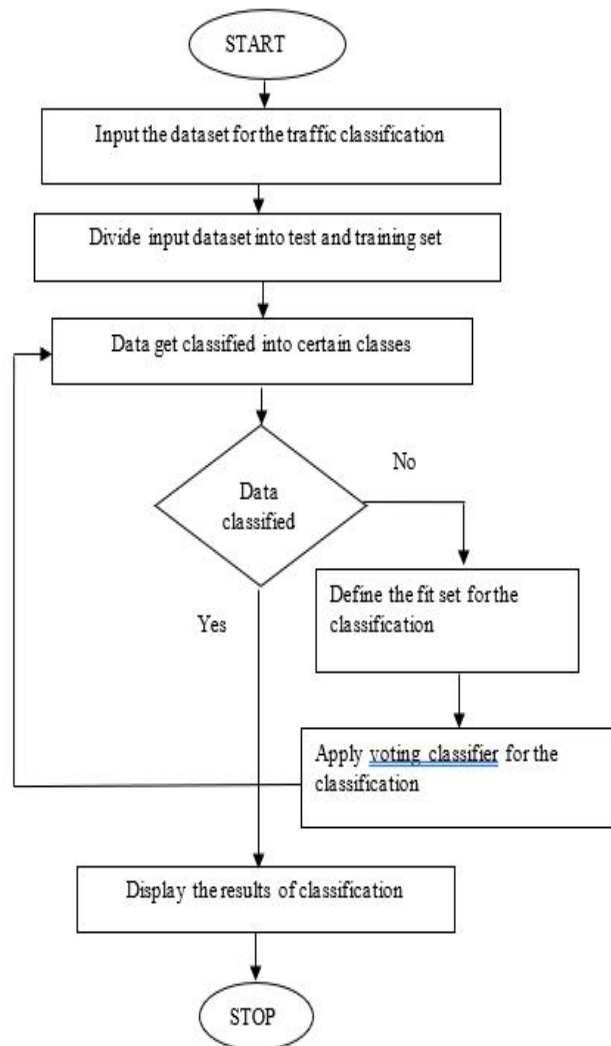 START
Input the dataset for the traffic classification
Divide input dataset into test and training set
Data get classified into certain classes
Data
classified
No
Yes
Define the fit set for the
classification
Apply voting classifier for the
classification
Display the results of classification
STOP